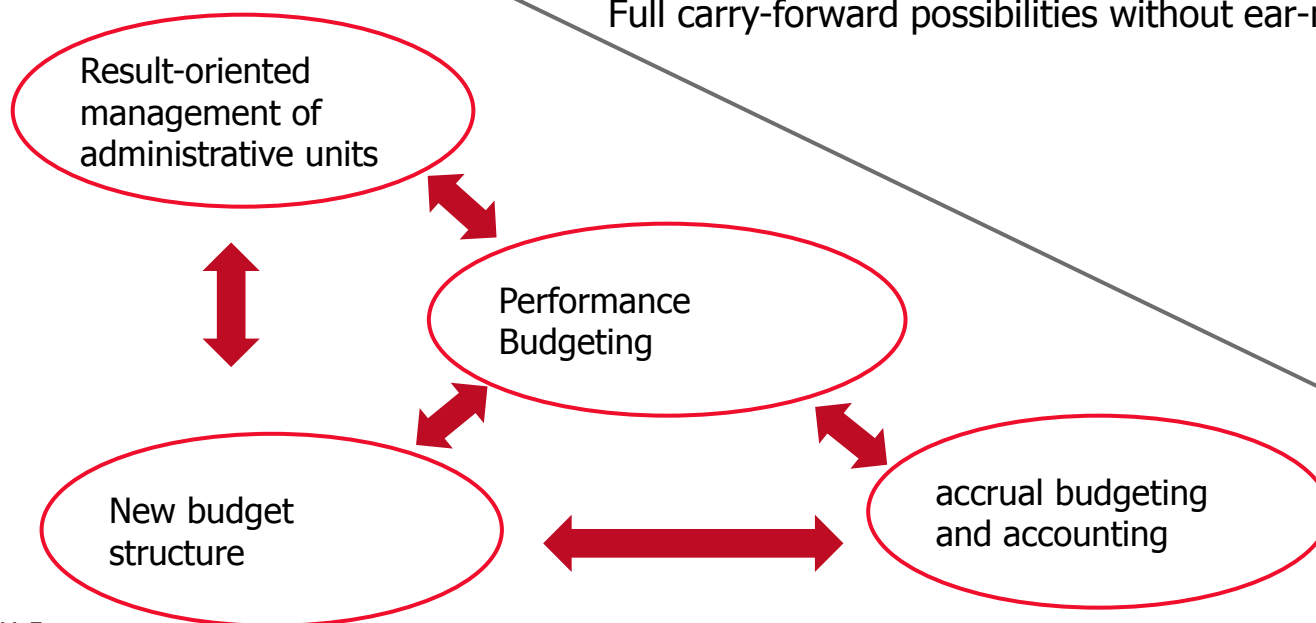 Full carry-forward possibilities without ear-
Result-oriented
management of
administrative units
Performance
Budgeting
New budget
structure
accrual budgeting
and accounting